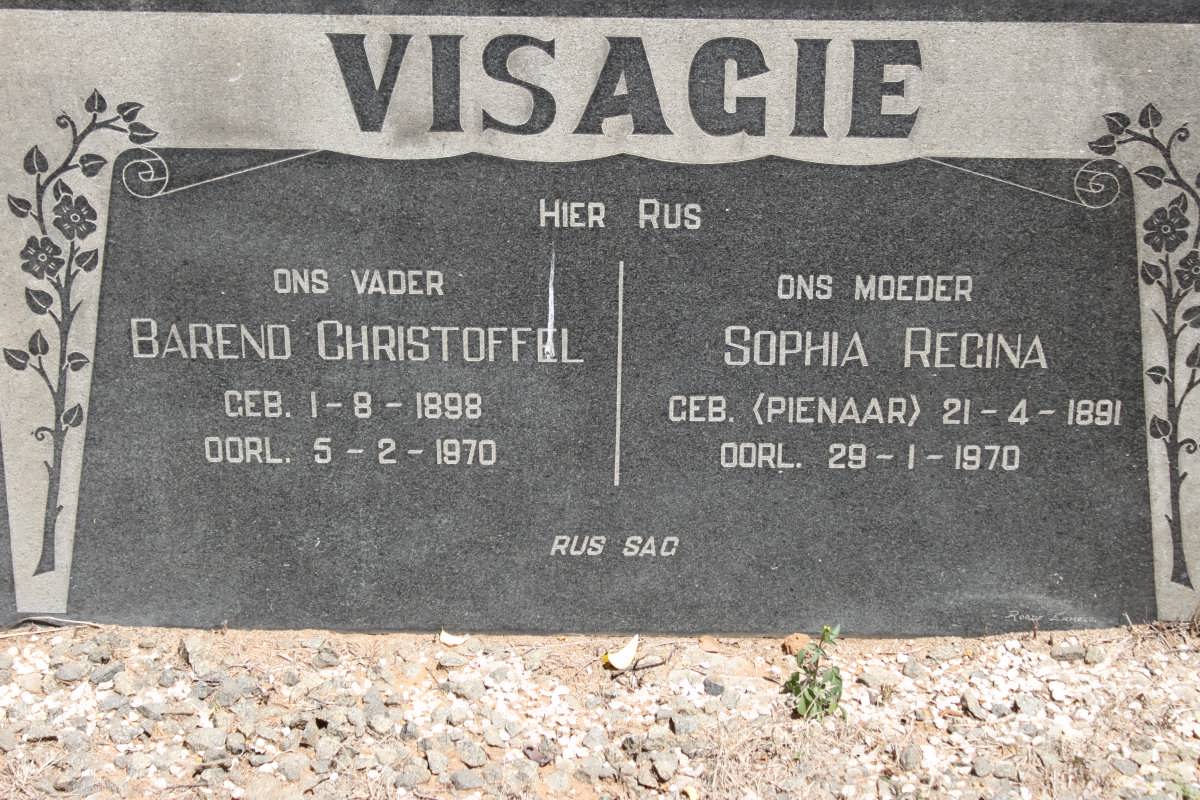 VISAGIE
HIER RUS
ONS VADER
BAREND CHRISTOFFEL
GEB. 1-8-1898
OORL. 5-2-1970
ONS MOEDER
SOPHIA REGINA
GEB. (PIENAAR) 21-4-1891
OORL. 29-1-1970
RUS SAG